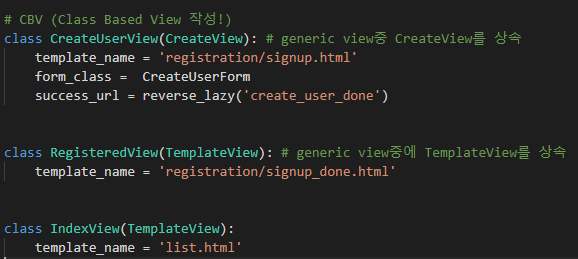 # CBV (Class Based View 작성!)
class CreateUserView(CreateView): # generic view중 CreateView를 상속
    template_name = 'registration/signup.html'
    form_class =  CreateUserForm
    success_url = reverse_lazy('create_user_done')
class RegisteredView(TemplateView): # generic view중에 TemplateView를 상속
    template_name = 'registration/signup_done.html'
class IndexView(TemplateView):
    template_name = 'list.html'